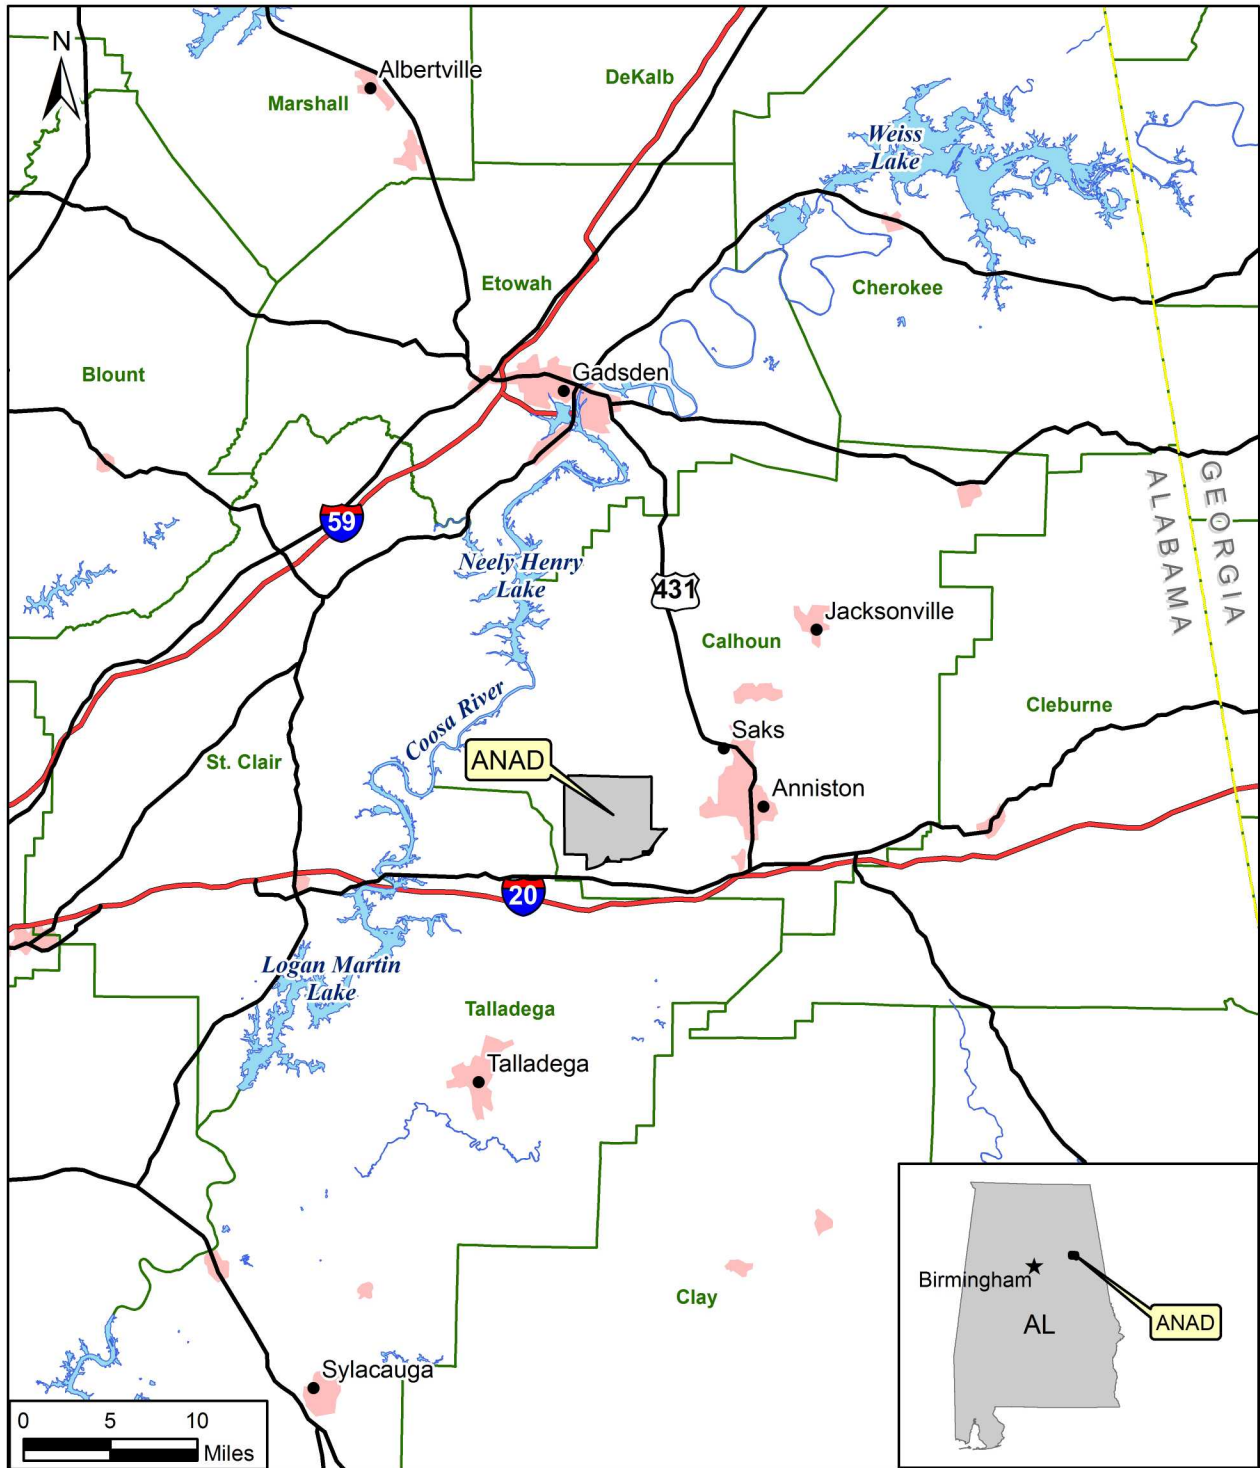 N
Albertville
Marshall
DeKalb
Weiss
Lake
Etowah
Cherokee
Blount
Gadsden
GEORGIA
ALABAMA
59
Neely Henry
Lake
431
Jacksonville
Calhoun
Coosa River
Cleburne
Saks
St. Clair
ANAD
Anniston
20
Logan Martin
Lake
Talladega
Talladega
Birmingham
Clay
ANAD
AL
Sylacauga
0 5 10
Miles